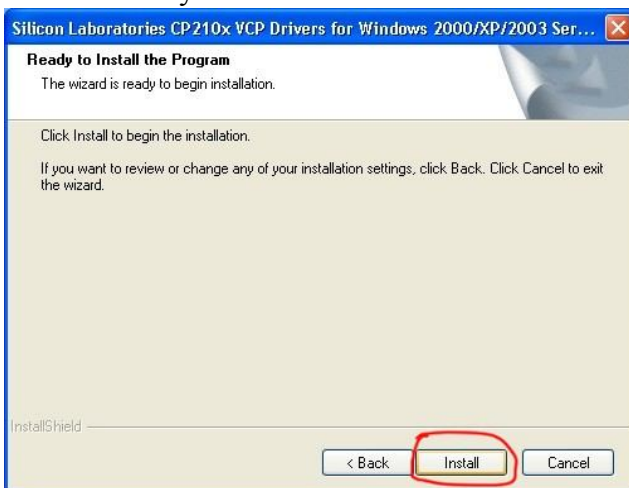 Silicon Laboratories CP210x VCP Drivers for Windows 2000/XP/2003 Ser...
Ready to Install the Program
The wizard is ready to begin installation.
Click Install to begin the installation.
If you want to review or change any of your installation settings, click Back. Click Cancel to exit
the wizard.
InstallShield
< Back Install Cancel